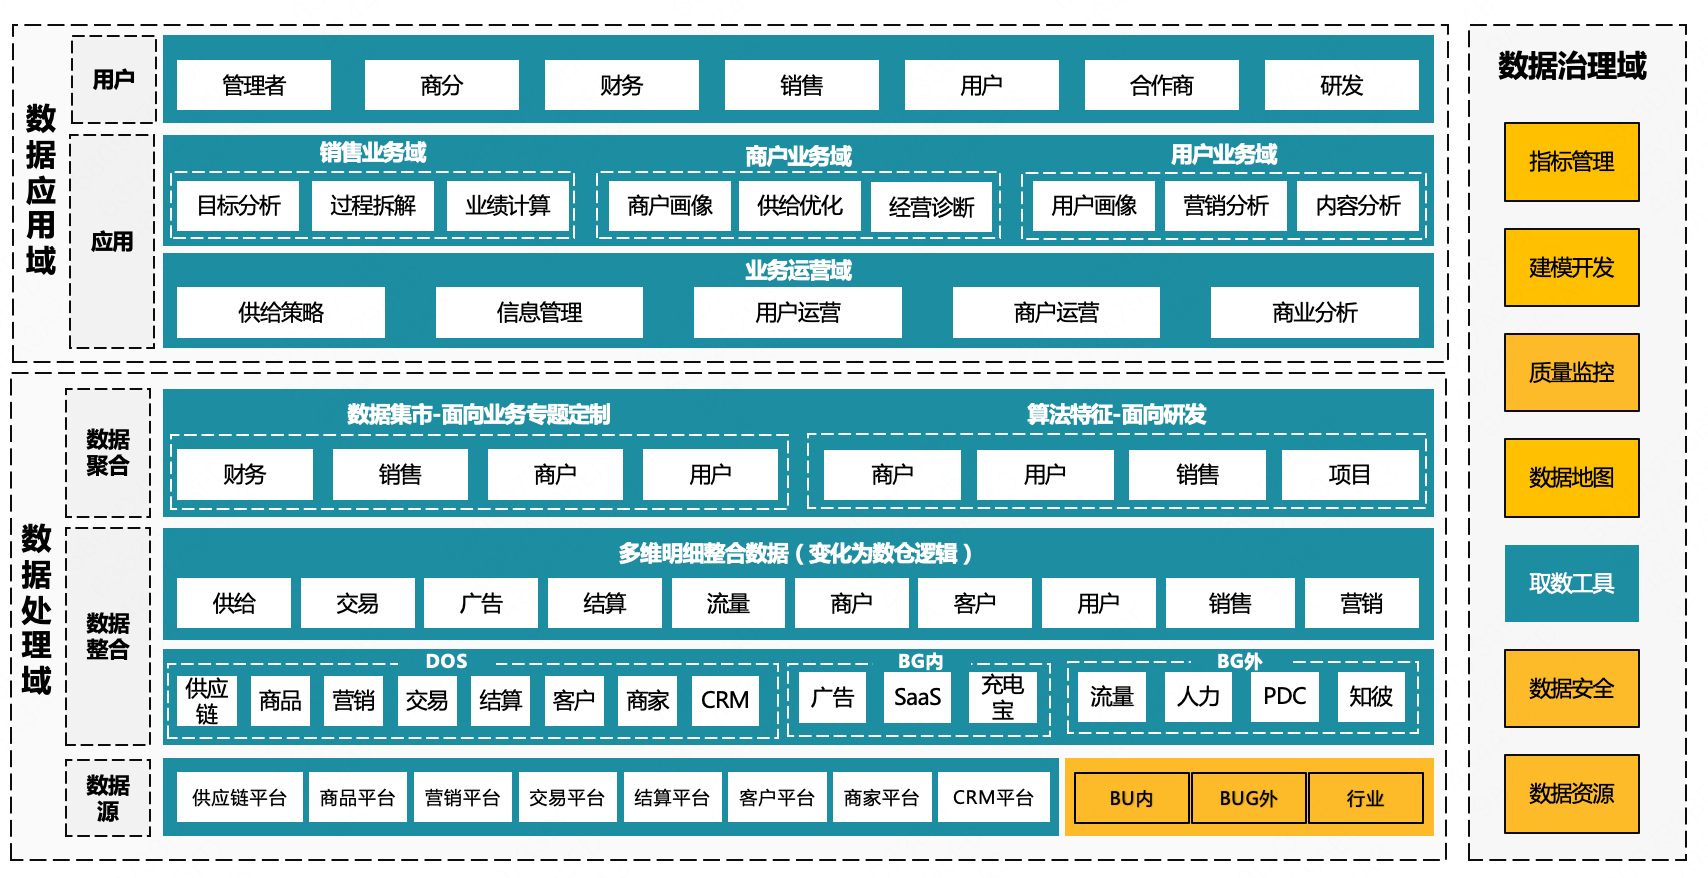 数据应用域
用户
管理者
商分
财务
销售
用户
合作商
研发
应用
销售业务域
目标分析
过程拆解
业绩计算
商户业务域
商户画像
供给优化
经营诊断
用户业务域
用户画像
营销分析
内容分析
业务运营域
供给策略
信息管理
用户运营
商户运营
商业分析
数据处理域
数据
聚合
数据集市-面向业务专题定制
财务
销售
商户
用户
算法特征-面向研发
商户
用户
销售
项目
数据
整合
多维明细整合数据（变化为数仓逻辑）
供给
交易
广告
结算
流量
商户
客户
用户
销售
营销
DOS
供应
链
商品
营销
交易
结算
客户
商家
CRM
BG内
广告
SaaS
充电
宝
BG外
流量
人力
PDC
知彼
数据
源
供应链平台
商品平台
营销平台
交易平台
结算平台
客户平台
商家平台
CRM平台
BU内
BUG外
行业
数据治理域
指标管理
建模开发
质量监控
数据地图
取数工具
数据安全
数据资源